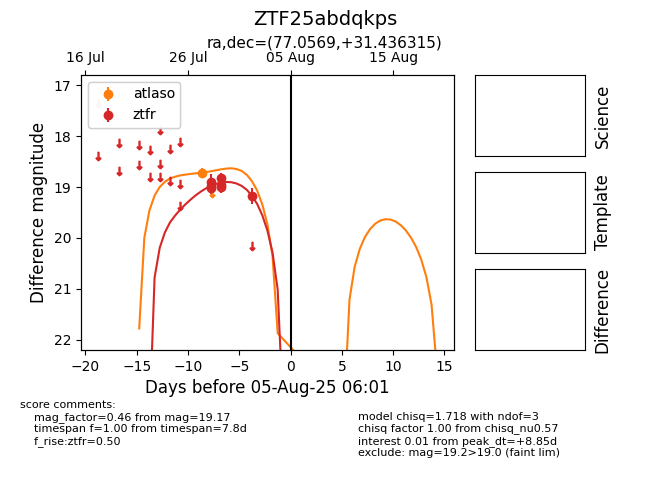 ZTF25abdqkps
ra,dec=(77.0569,+31.436315)
16 Jul 26 Jul 05 Aug 15 Aug
atlaso
ztfr
17
18
19
20
21
22
Difference magnitude
−20 −15 −10 −5 0 5 10 15
Days before 05-Aug-25 06:01
Science
Template
Difference
score comments:
mag_factor=0.46 from mag=19.17
timespan f=1.00 from timespan=7.8d
f_rise:ztfr=0.50
model chisq=1.718 with ndof=3
chisq factor 1.00 from chisq_nu0.57
interest 0.01 from peak_dt=+8.85d
exclude: mag=19.2>19.0 (faint lim)